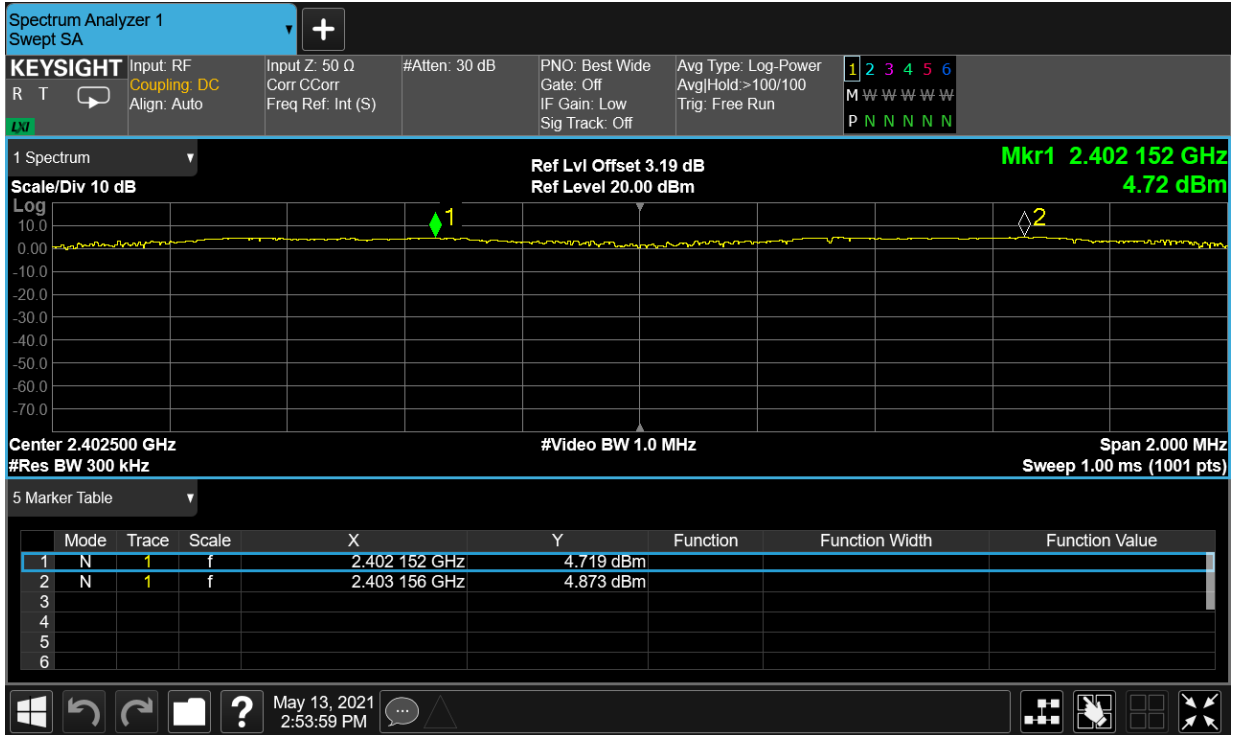 Spectrum Analyzer 1
Swept SA
KEYSIGHT Input: RF Input Z: 50 Ω #Atten: 30 dB PNO: Best Wide Avg Type: Log-Power 1 2 3 4 5 6
R T Coupling: DC Corr CCorr Gate: Off Avg|Hold:>100/100 M W W W W W
Align: Auto Freq Ref: Int (S) IF Gain: Low Trig: Free Run P N N N N N
LXI Sig Track: Off
1 Spectrum Ref Lvl Offset 3.19 dB Mkr1 2.402 152 GHz
Scale/Div 10 dB Ref Level 20.00 dBm 4.72 dBm
Log
1 2
10.0
0.00
-10.0
-20.0
-30.0
-40.0
-50.0
-60.0
-70.0
Center 2.402500 GHz #Video BW 1.0 MHz Span 2.000 MHz
#Res BW 300 kHz Sweep 1.00 ms (1001 pts)
5 Marker Table
Mode Trace Scale X Y Function Function Width Function Value
1 N 1 f 2.402 152 GHz 4.719 dBm
2 N 1 f 2.403 156 GHz 4.873 dBm
3
4
5
6
? May 13, 2021
2:53:59 PM